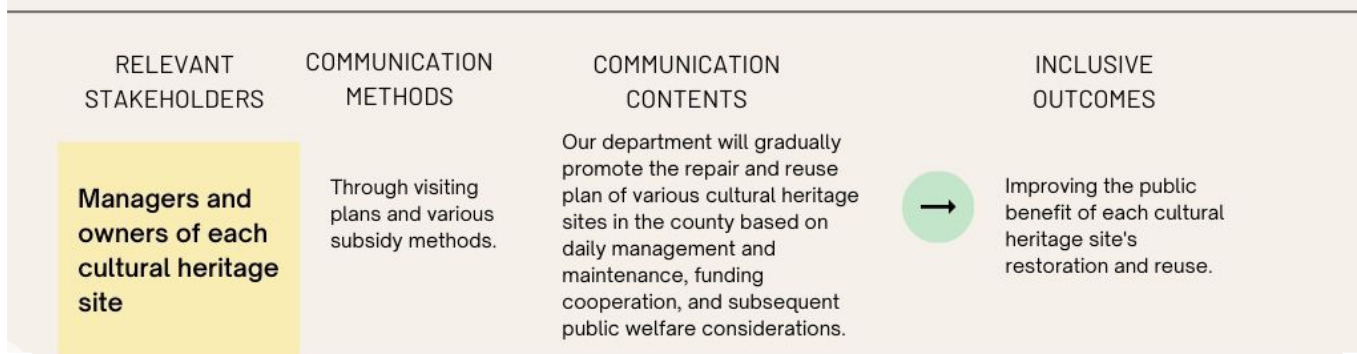 RELEVANT
STAKEHOLDERS
COMMUNICATION
METHODS
COMMUNICATION
CONTENTS
INCLUSIVE
OUTCOMES
Managers and
owners of each
cultural heritage
site
Through visiting
plans and various
subsidy methods.
Our department will gradually
promote the repair and reuse
plan of various cultural heritage
sites in the county based on
daily management and
maintenance, funding
cooperation, and subsequent
public welfare considerations.
Improving the public
benefit of each cultural
heritage site's
restoration and reuse.